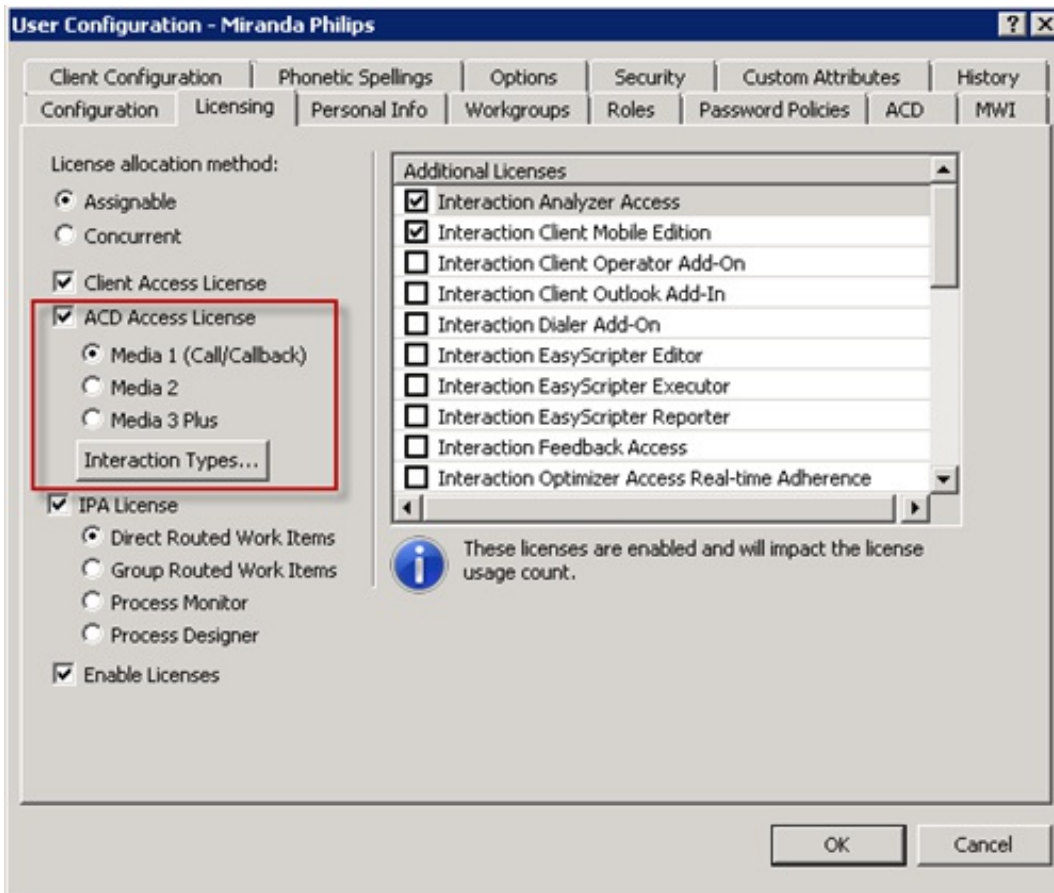 User Configuration - Miranda Philips
Client Configuration
Phonetic Spellings
Options
Security
Custom Attributes
History
Configuration
Licensing
Personal Info
Workgroups
Roles
Password Policies
ACD
MWI
License allocation method:
Assignable
Concurrent
Client Access License
ACD Access License
Media 1 (Call/Callback)
Media 2
Media 3 Plus
Interaction Types...
IPA License
Direct Routed Work Items
Group Routed Work Items
Process Monitor
Process Designer
Enable Licenses
Additional Licenses
Interaction Analyzer Access
Interaction Client Mobile Edition
Interaction Client Operator Add-On
Interaction Client Outlook Add-In
Interaction Dialer Add-On
Interaction EasyScripter Editor
Interaction EasyScripter Executor
Interaction EasyScripter Reporter
Interaction Feedback Access
Interaction Optimizer Access Real-time Adherence
These licenses are enabled and will impact the license
usage count.
OK
Cancel